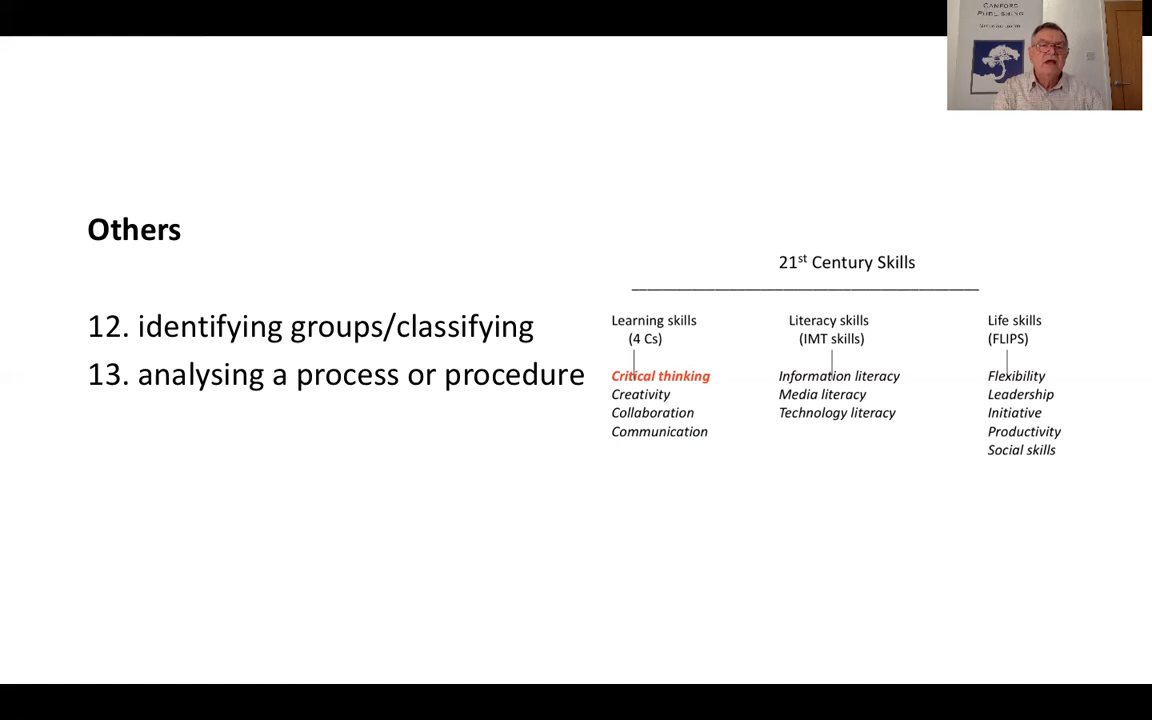 GANFORD
PUBLISHING
Others
12. identifying groups/classifying
13. analysing a process or procedure
21st Century Skills
Learning skills
(4 Cs)
Critical thinking
Creativity
Collaboration
Communication
Literacy skills
(IMT skills)
Information literacy
Media literacy
Technology literacy
Life skills
(FLIPS)
Flexibility
Leadership
Initiative
Productivity
Social skills